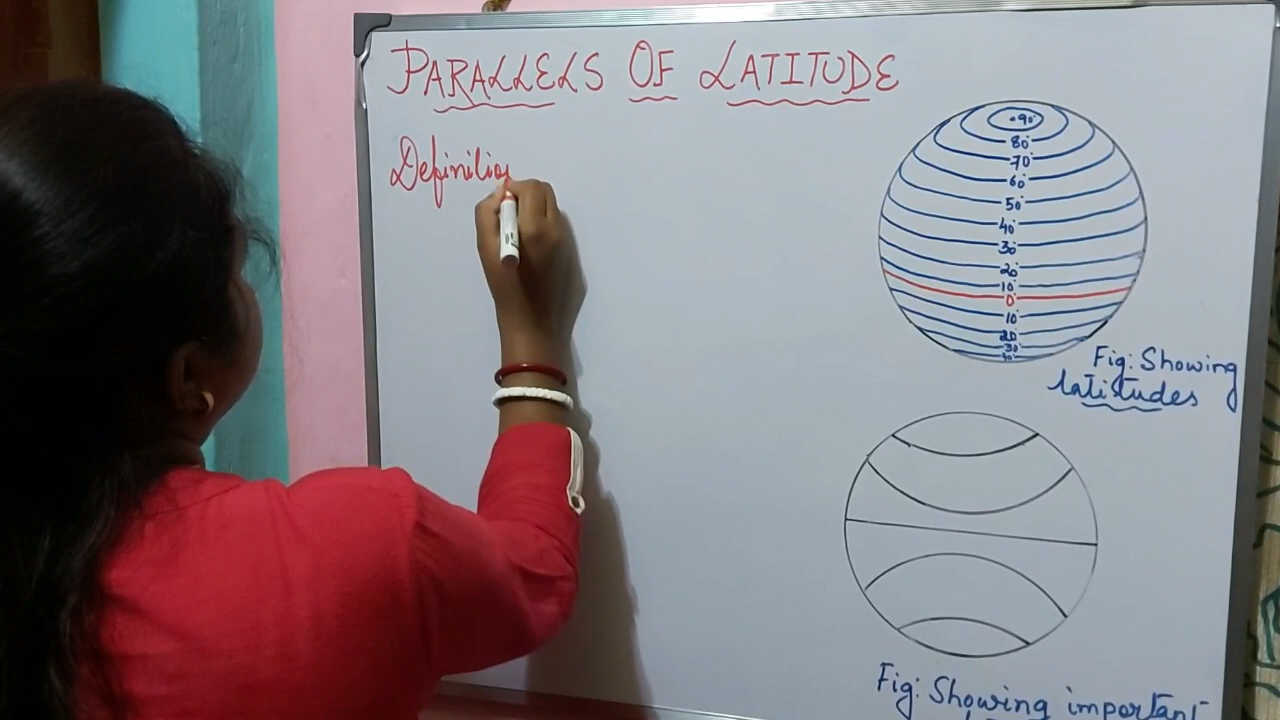 PARALLELS OF LATITUDE
Definitio
.90°
80°
70°
60°
50°
40°
30°
20°
10°
0°
10°
20
30
40
Fig: Showing
latitudes
Fig: Showing important